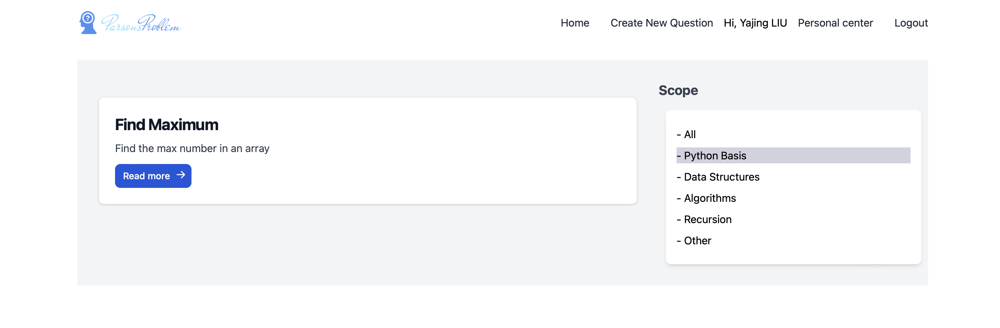 ? ParsonsProblem
Home Create New Question Hi, Yajing LIU Personal center Logout
Find Maximum
Find the max number in an array
Read more →
Scope
- All
- Python Basis
- Data Structures
- Algorithms
- Recursion
- Other